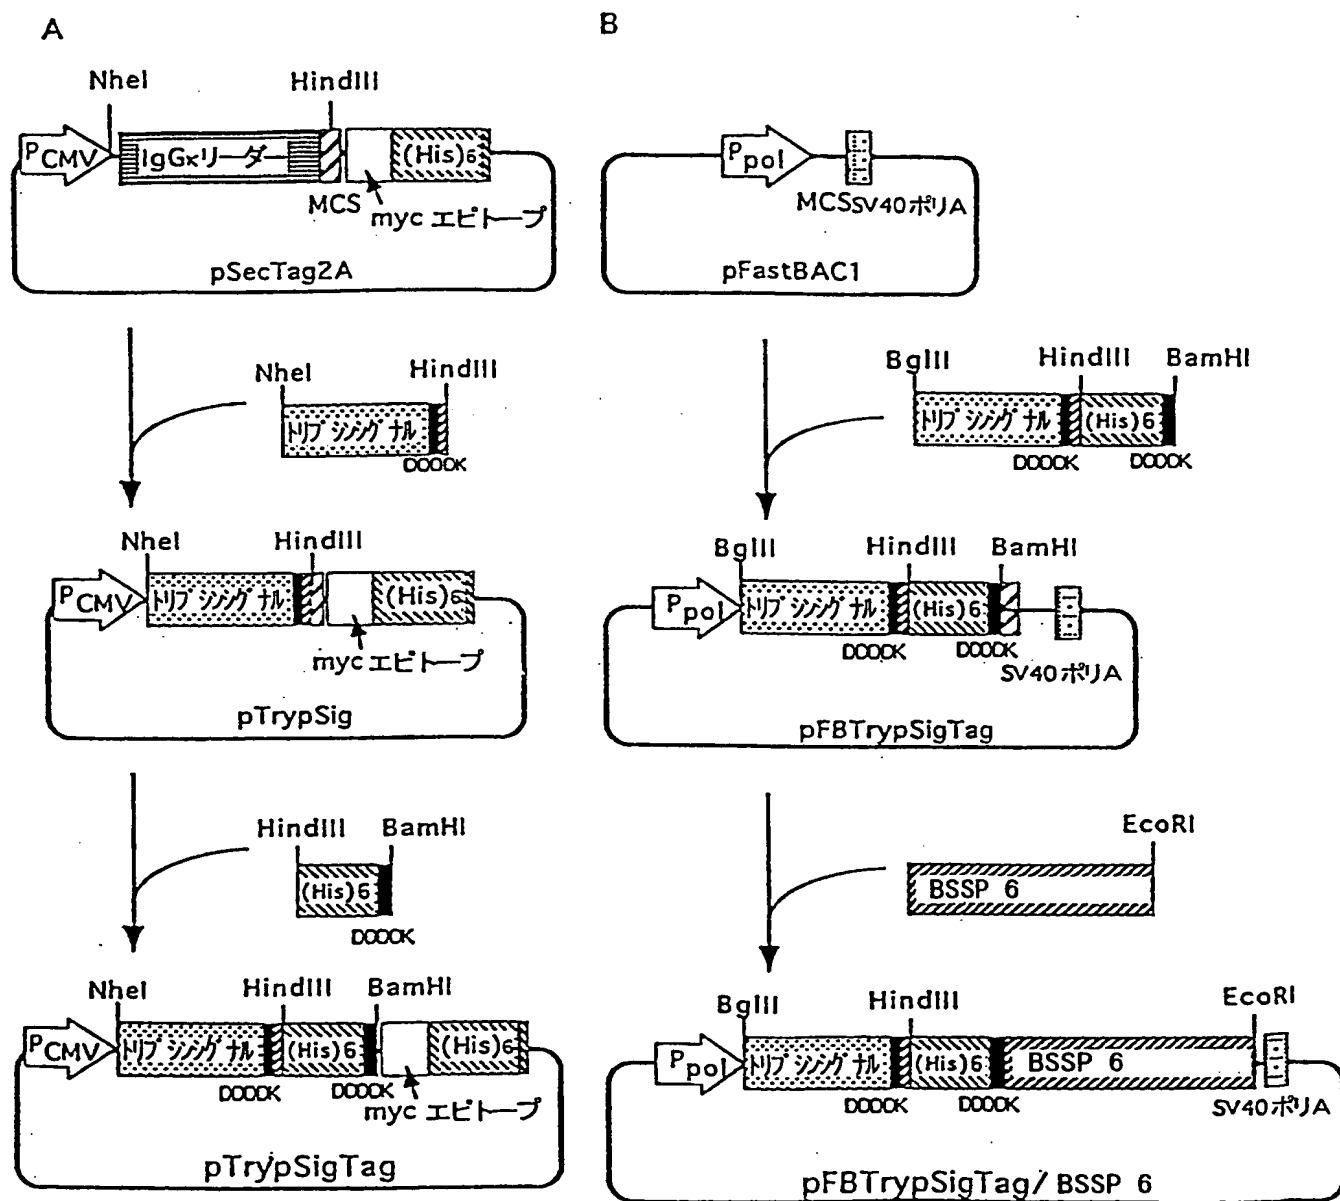 A
NheI
HindIII
PCMV
IgGκリーダー
(His)6
MCS
myc エピトープ
pSecTag2A
NheI
HindIII
トリプシンシグナル
DDDDK
NheI
HindIII
PCMV
トリプシンシグナル
(His)6
myc エピトープ
pTrypSig
HindIII
BamHI
(His)6
DDDDK
NheI
HindIII
BamHI
PCMV
トリプシンシグナル
(His)6
(His)6
DDDDK
DDDDK
myc エピトープ
pTrypSigTag
B
Ppol
MCS
SV40ポリA
pFastBAC1
BglII
HindIII
BamHI
トリプシンシグナル
(His)6
DDDDK
DDDDK
BglII
HindIII
BamHI
Ppol
トリプシンシグナル
(His)6
DDDDK
DDDDK
SV40ポリA
pFBTrypSigTag
EcoRI
BSSP 6
BglII
HindIII
EcoRI
Ppol
トリプシンシグナル
(His)6
BSSP 6
DDDDK
DDDDK
SV40ポリA
pFBTrypSigTag/ BSSP 6